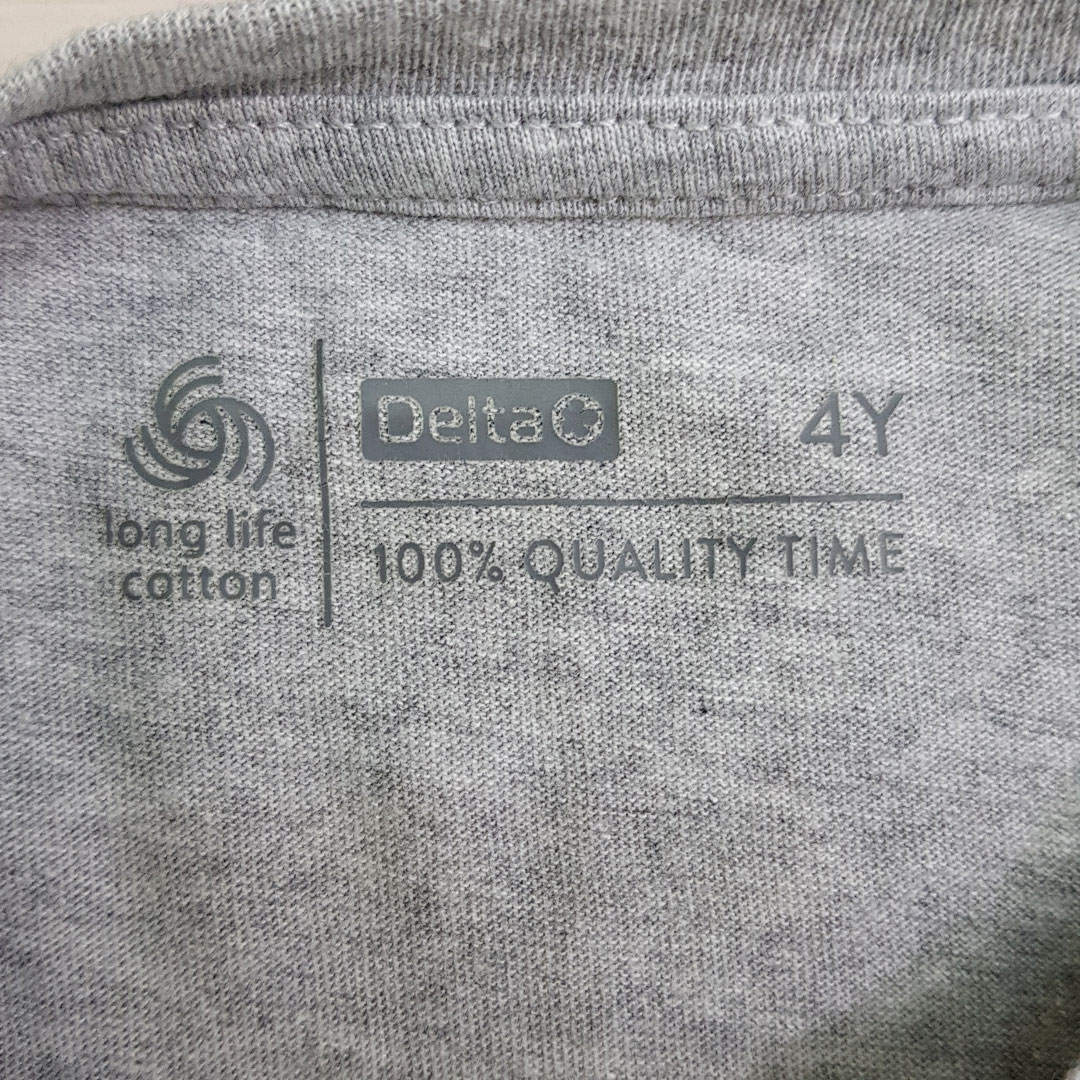 long life
cotton
Delta
4Y
100% QUALITY TIME